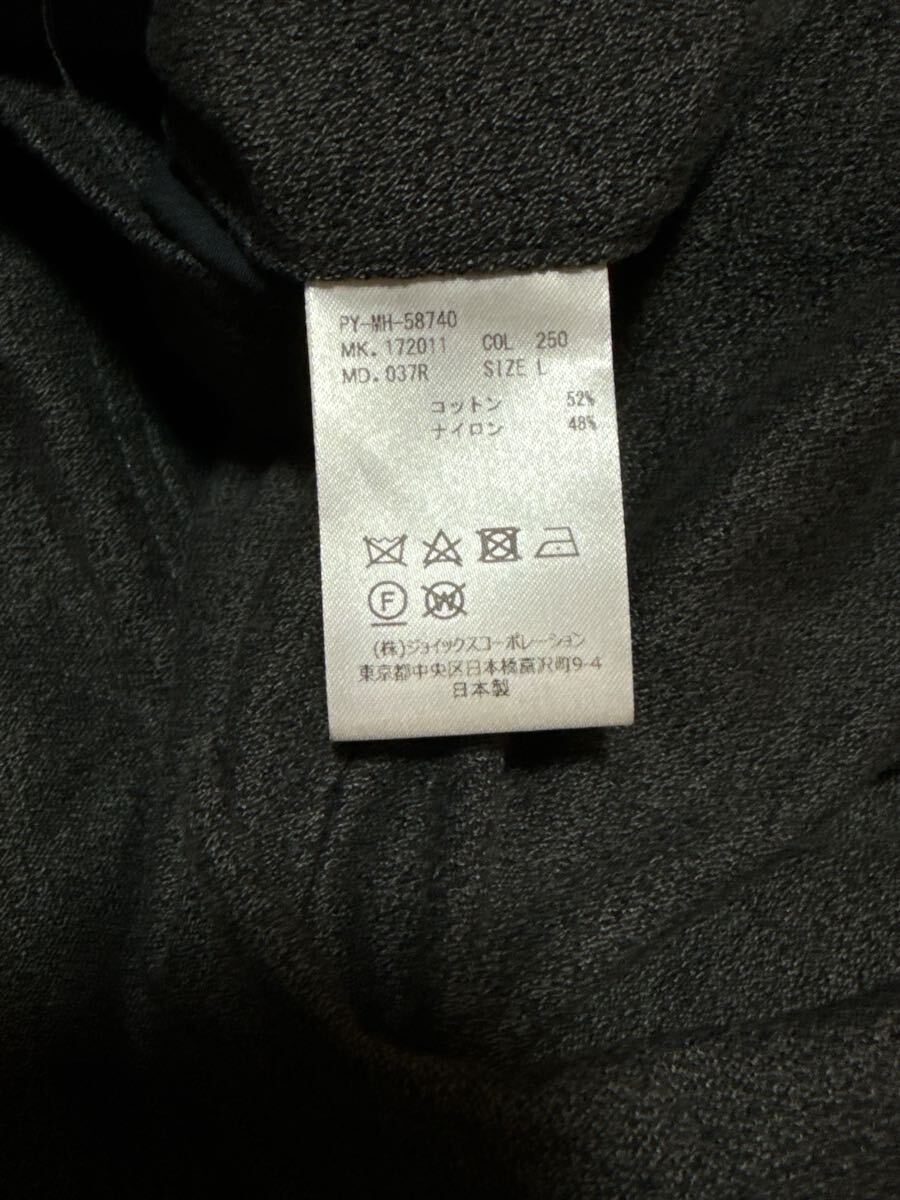 PY-MH-58740
MK. 172011 COL 250
MD. 037R SIZE L
コットン 52%
ナイロン 48%
F W
(株)ジョイックスコーポレーション
東京都中央区日本橋富沢町9-4
日本製